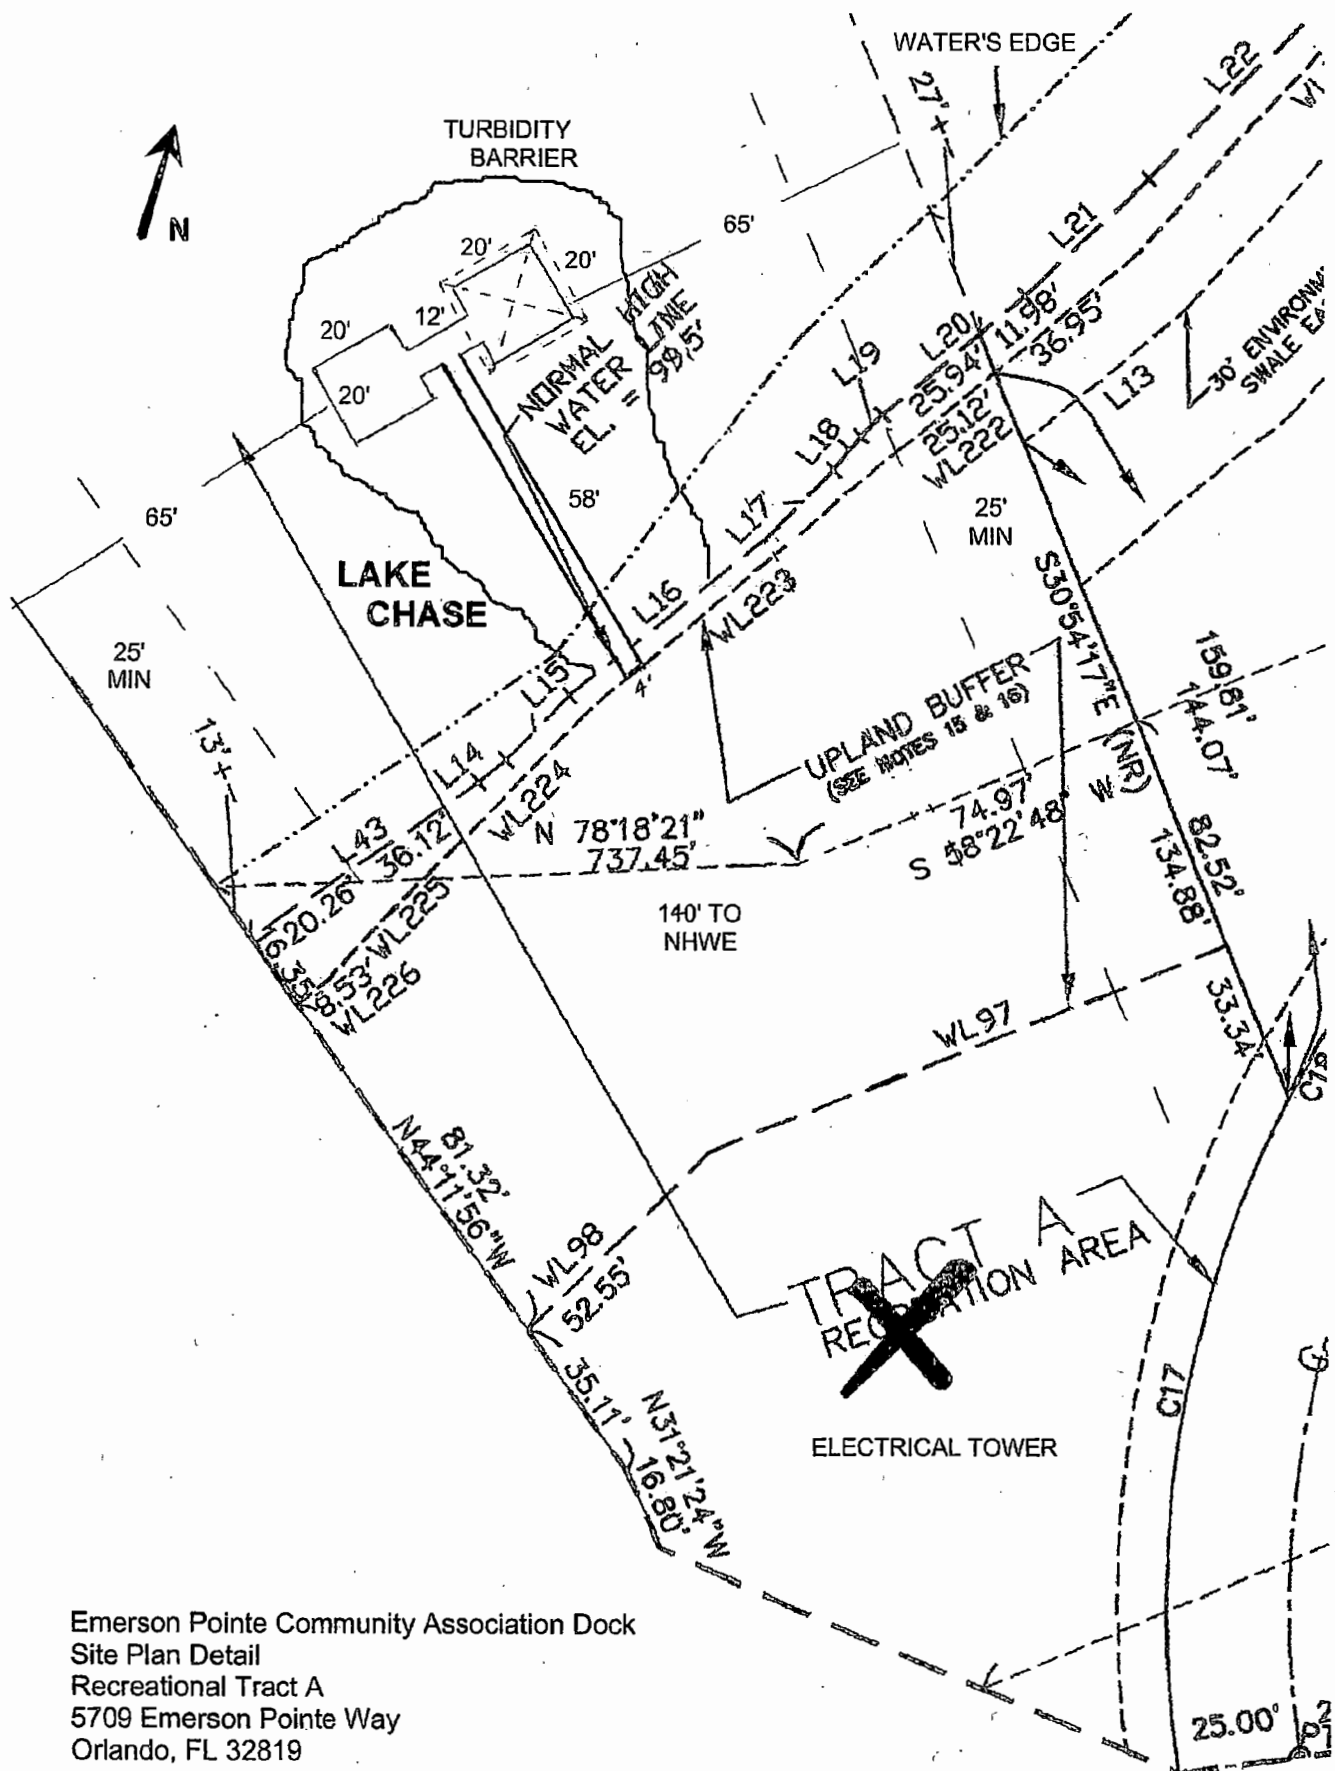 WATER'S EDGE
27'±
L22
TURBIDITY
BARRIER
N
65'
L21
20'
20'
HIGH
LINE
99.5'
NORMAL
WATER
EL. =
12'
20'
20'
L20
11.98'
36.95'
L19
25.94'
25.12'
WL222
L18
L13
30' ENVIRONM
SWALE EA
58'
25'
MIN
65'
L17
LAKE
CHASE
L16
WL223
S30°54'17"E
(NR)
159.81'
144.07'
25'
MIN
4'
L15
UPLAND BUFFER
(SEE NOTES 15 & 16)
13'±
L14
WL224
L43
36.12'
N 78°18'21"
W
737.45'
74.97'
S 58°22'48"
82.52'
134.88'
20.26'
WL225
140' TO
NHWE
16.35'
8.53'
WL226
WL97
33.34'
81.32'
N44°11'56"W
WL98
52.55'
TRACT A
RECREATION AREA
C17
35.11'
N31°21'24"W
16.80'
ELECTRICAL TOWER
Emerson Pointe Community Association Dock
Site Plan Detail
Recreational Tract A
5709 Emerson Pointe Way
Orlando, FL 32819
25.00'